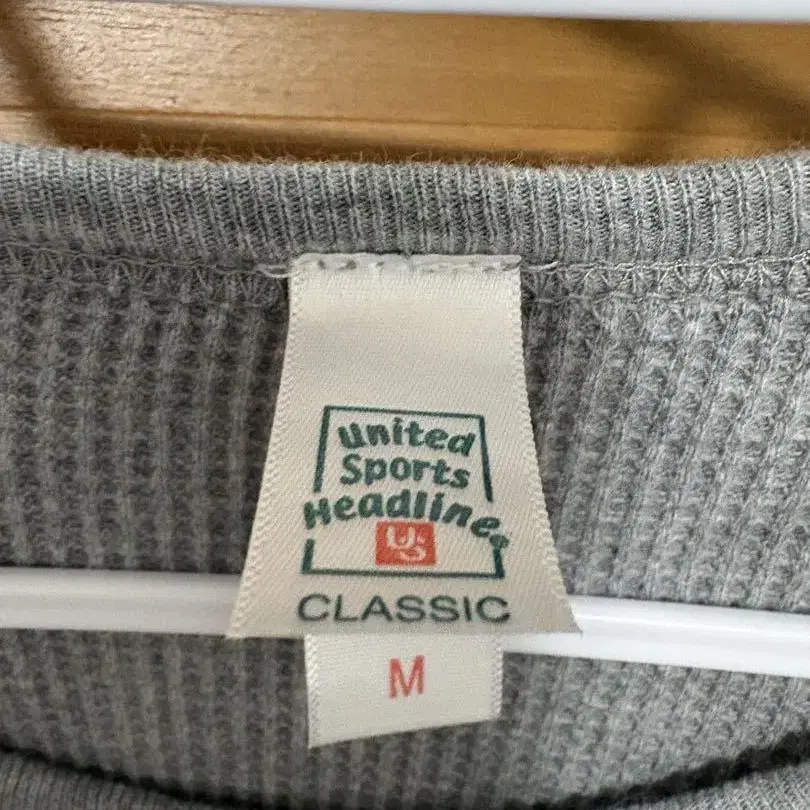 United
Sports
Headlines
US
CLASSIC
M